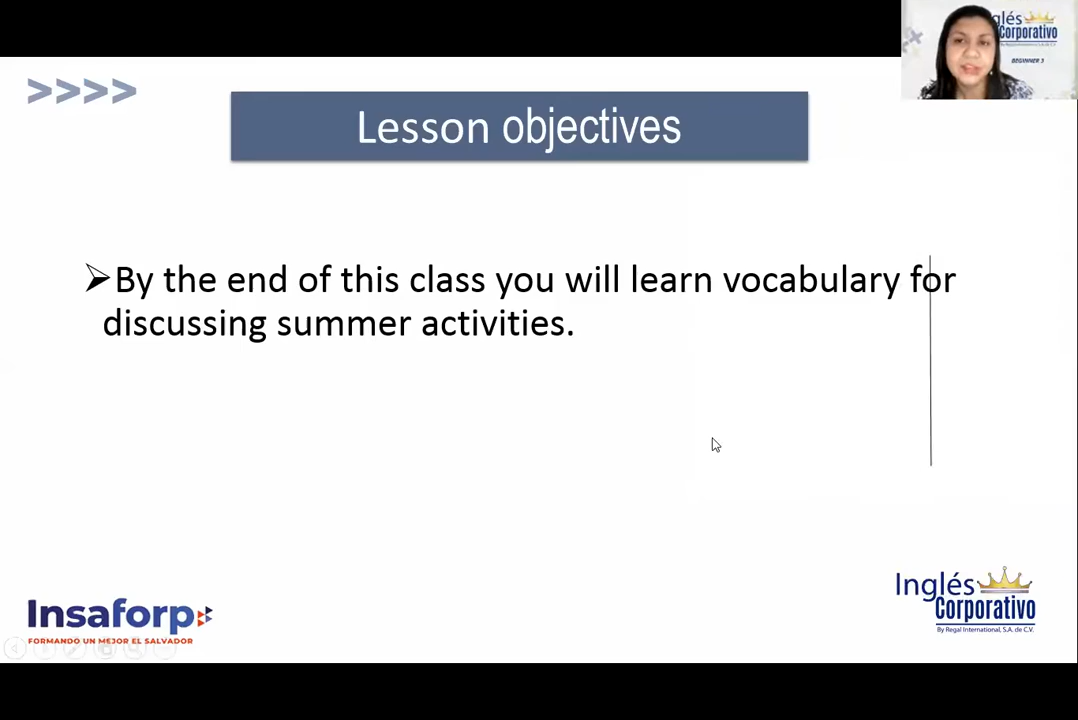 >>>>
Lesson objectives
➢By the end of this class you will learn vocabulary for
discussing summer activities.
Insaforp
FORMANDO UN MEJOR EL SALVADOR
Inglés
Corporativo
By Regal International, S.A. de C.V.
glés
Corporativo
BEGINNER 3